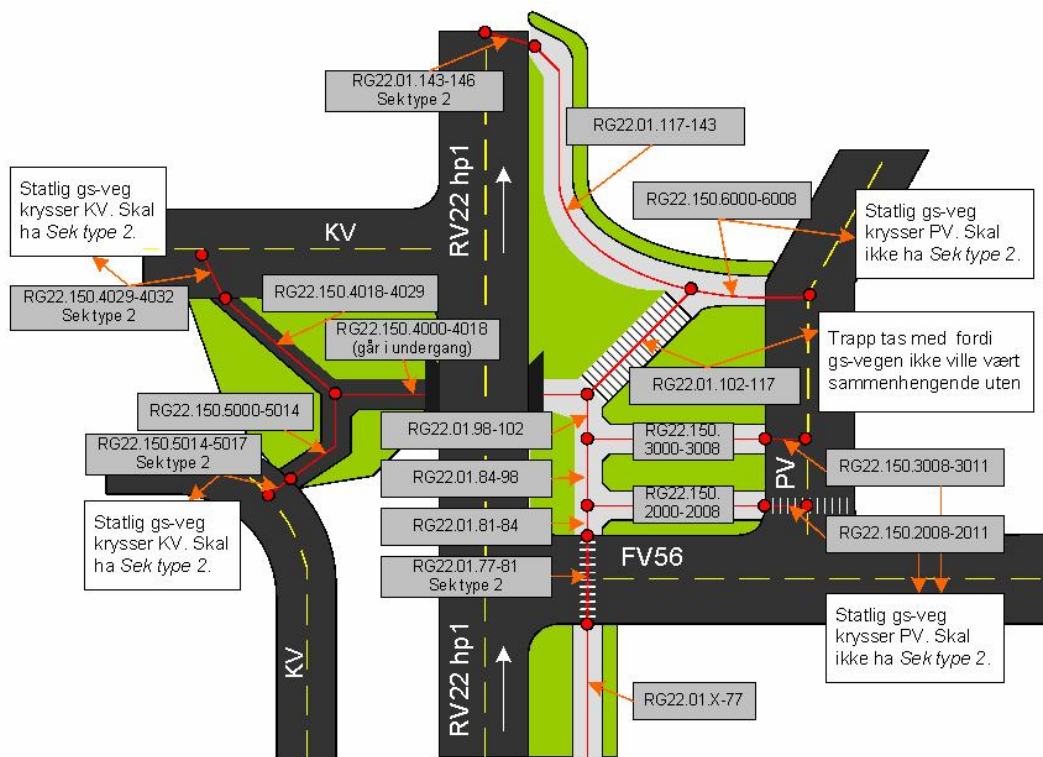 RG22.01.143-146
Sek type 2
RG22.01.117-143
RV22 hp1
Statlig gs-veg
krysser KV. Skal
ha Sek type 2.
KV
RG22.150.6000-6008
Statlig gs-veg
krysser PV. Skal
ikke ha Sek type 2.
RG22.150.4029-4032
Sek type 2
RG22.150.4018-4029
RG22.150.4000-4018
(går i undergang)
Trapp tas med fordi
gs-vegen ikke ville vært
sammenhengende uten
RG22.01.102-117
RG22.150.5000-5014
RG22.150.5014-5017
Sek type 2
RG22.01.98-102
RG22.150.
3000-3008
PV
RG22.150.3008-3011
RG22.01.84-98
RG22.150.
2000-2008
Statlig gs-veg
krysser KV. Skal
ha Sek type 2.
RG22.01.81-84
RG22.150.2008-2011
RG22.01.77-81
Sek type 2
FV56
Statlig gs-veg
krysser PV. Skal
ikke ha Sek type 2.
KV
RV22 hp1
RG22.01.X-77